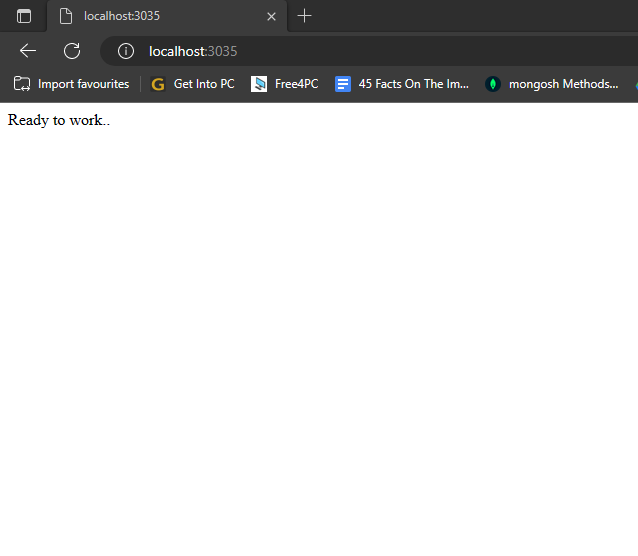 localhost:3035
localhost:3035
Import favourites Get Into PC Free4PC 45 Facts On The Im... mongosh Methods...
Ready to work..